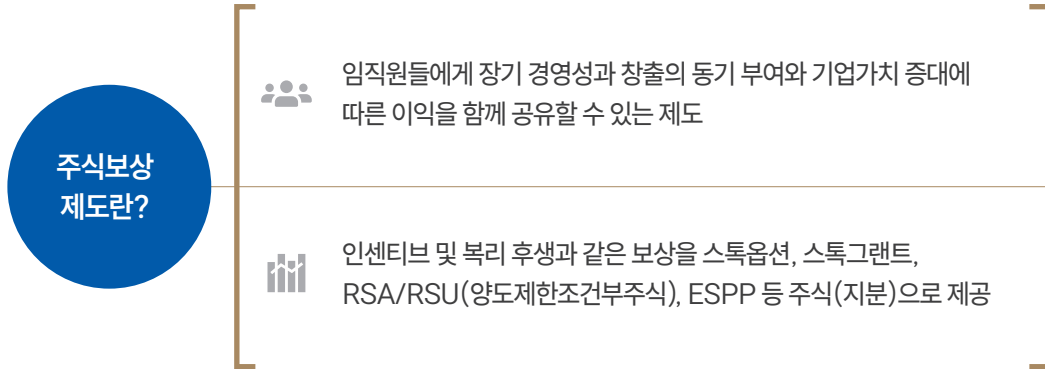 주식보상
제도란?
임직원들에게 장기 경영성과 창출의 동기 부여와 기업가치 증대에
따른 이익을 함께 공유할 수 있는 제도
인센티브 및 복리 후생과 같은 보상을 스톡옵션, 스톡그랜트,
RSA/RSU(양도제한조건부주식), ESPP 등 주식(지분)으로 제공